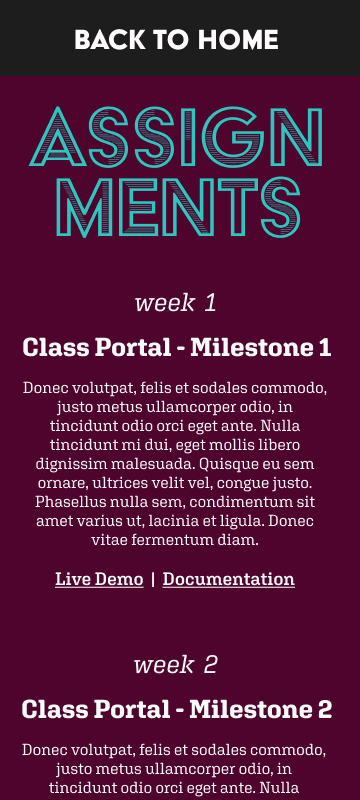 BACK TO HOME
ASSIGN
MENTS
week 1
Class Portal - Milestone 1
Donec volutpat, felis et sodales commodo,
justo metus ullamcorper odio, in
tincidunt odio orci eget ante. Nulla
tincidunt mi dui, eget mollis libero
dignissim malesuada. Quisque eu sem
ornare, ultrices velit vel, congue justo.
Phasellus nulla sem, condimentum sit
amet varius ut, lacinia et ligula. Donec
vitae fermentum diam.
Live Demo | Documentation
week 2
Class Portal - Milestone 2
Donec volutpat, felis et sodales commodo,
justo metus ullamcorper odio, in
tincidunt odio orci eget ante. Nulla